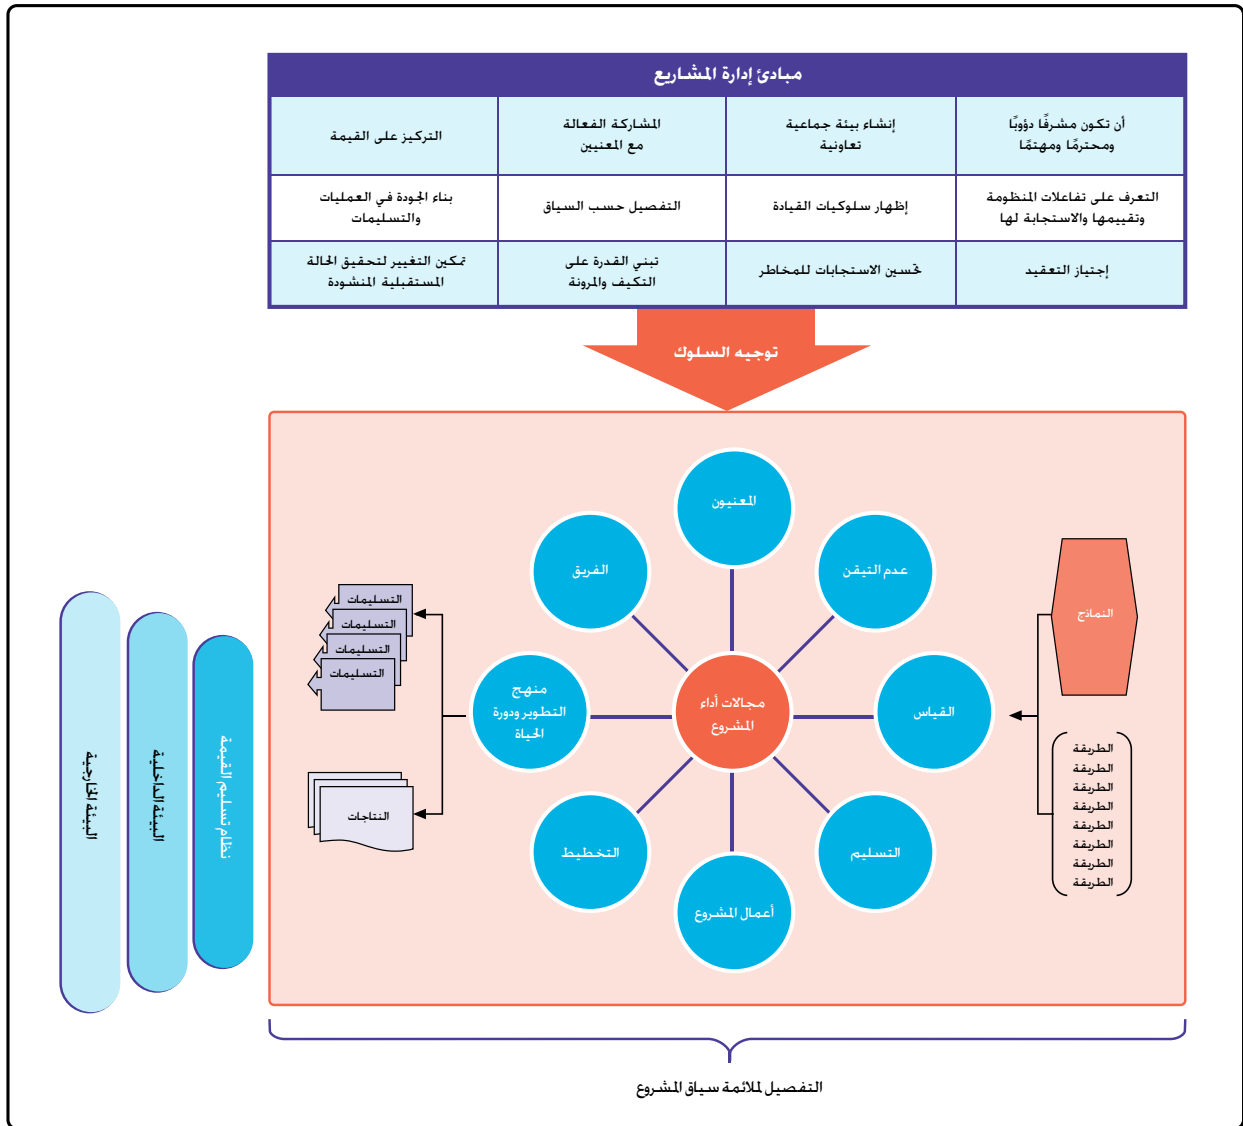 مبادئ إدارة المشاريع
أن تكون مشرفًا دؤوبًا
ومحترمًا ومهتمًا
إنشاء بيئة جماعية
تعاونية
المشاركة الفعالة
مع المعنيين
التركيز على القيمة
التعرف على تفاعلات المنظومة
وتقييمها والاستجابة لها
إظهار سلوكيات القيادة
التفصيل حسب السياق
بناء الجودة في العمليات
والتسليمات
إجتياز التعقيد
تحسين الاستجابات للمخاطر
تبني القدرة على
التكيف والمرونة
تمكين التغيير لتحقيق الحالة
المستقبلية المنشودة
توجيه السلوك
المعنيون
عدم التيقن
الفريق
النماذج
القياس
مجالات أداء
المشروع
منهج
التطوير ودورة
الحياة
التسليمات
التسليمات
التسليمات
التسليمات
الطريقة
الطريقة
الطريقة
الطريقة
الطريقة
الطريقة
الطريقة
الطريقة
التسليم
أعمال المشروع
التخطيط
النتاجات
نظام تسليم القيمة
البيئة الداخلية
البيئة الخارجية
التفصيل لملائمة سياق المشروع